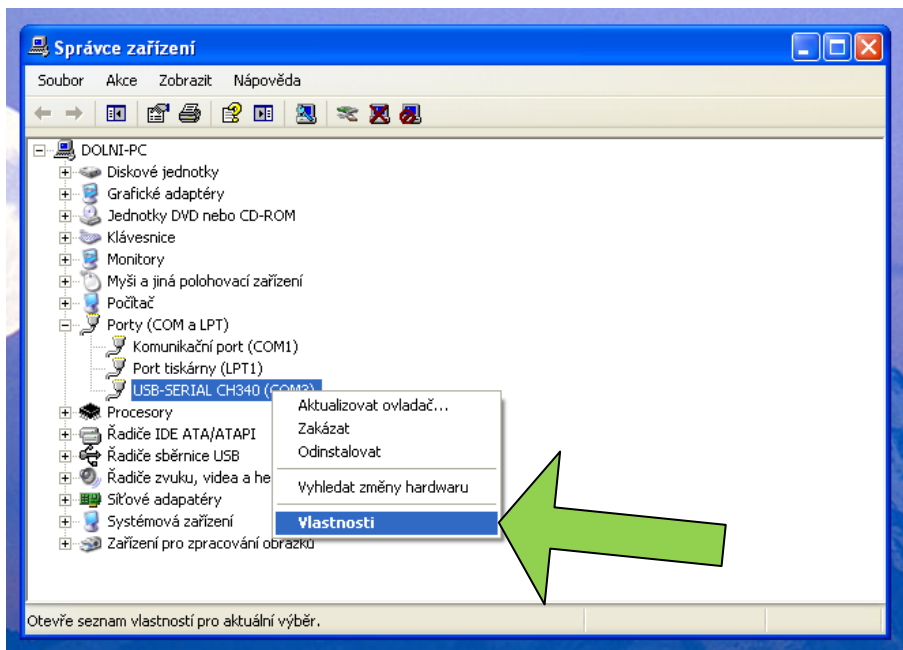 Správce zařízení
Soubor Akce Zobrazit Nápověda
DOLNI-PC
Diskové jednotky
Grafické adaptéry
Jednotky DVD nebo CD-ROM
Klávesnice
Monitory
Myši a jiná polohovací zařízení
Počítač
Porty (COM a LPT)
Komunikační port (COM1)
Port tiskárny (LPT1)
USB-SERIAL CH340 (COM3)
Procesory
Řadiče IDE ATA/ATAPI
Řadiče sběrnice USB
Řadiče zvuku, videa a he
Síťové adapatéry
Systémová zařízení
Zařízení pro zpracování obrázků
Aktualizovat ovladač...
Zakázat
Odinstalovat
Vyhledat změny hardwaru
Vlastnosti
Otevře seznam vlastností pro aktuální výběr.